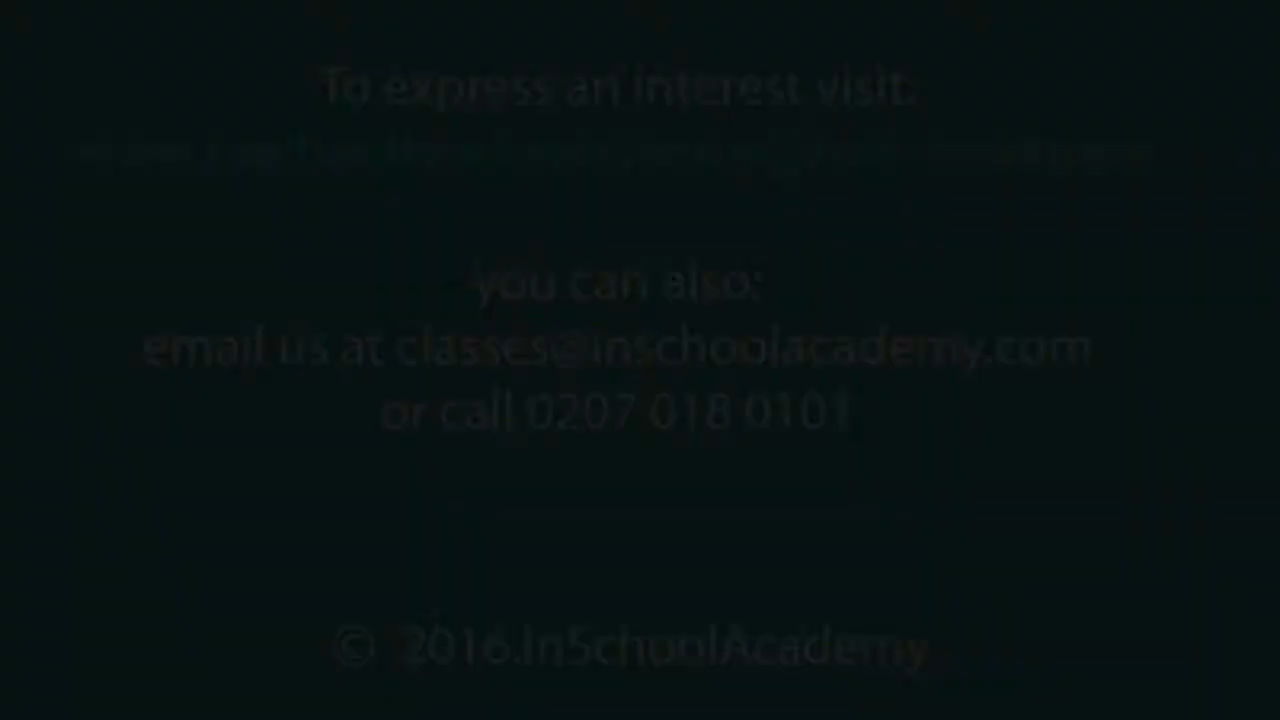 To express an interest visit:
you can also:
email us at classes@inschoolacademy.com
or call 0207 018 0101
© 2016.InSchoolAcademy